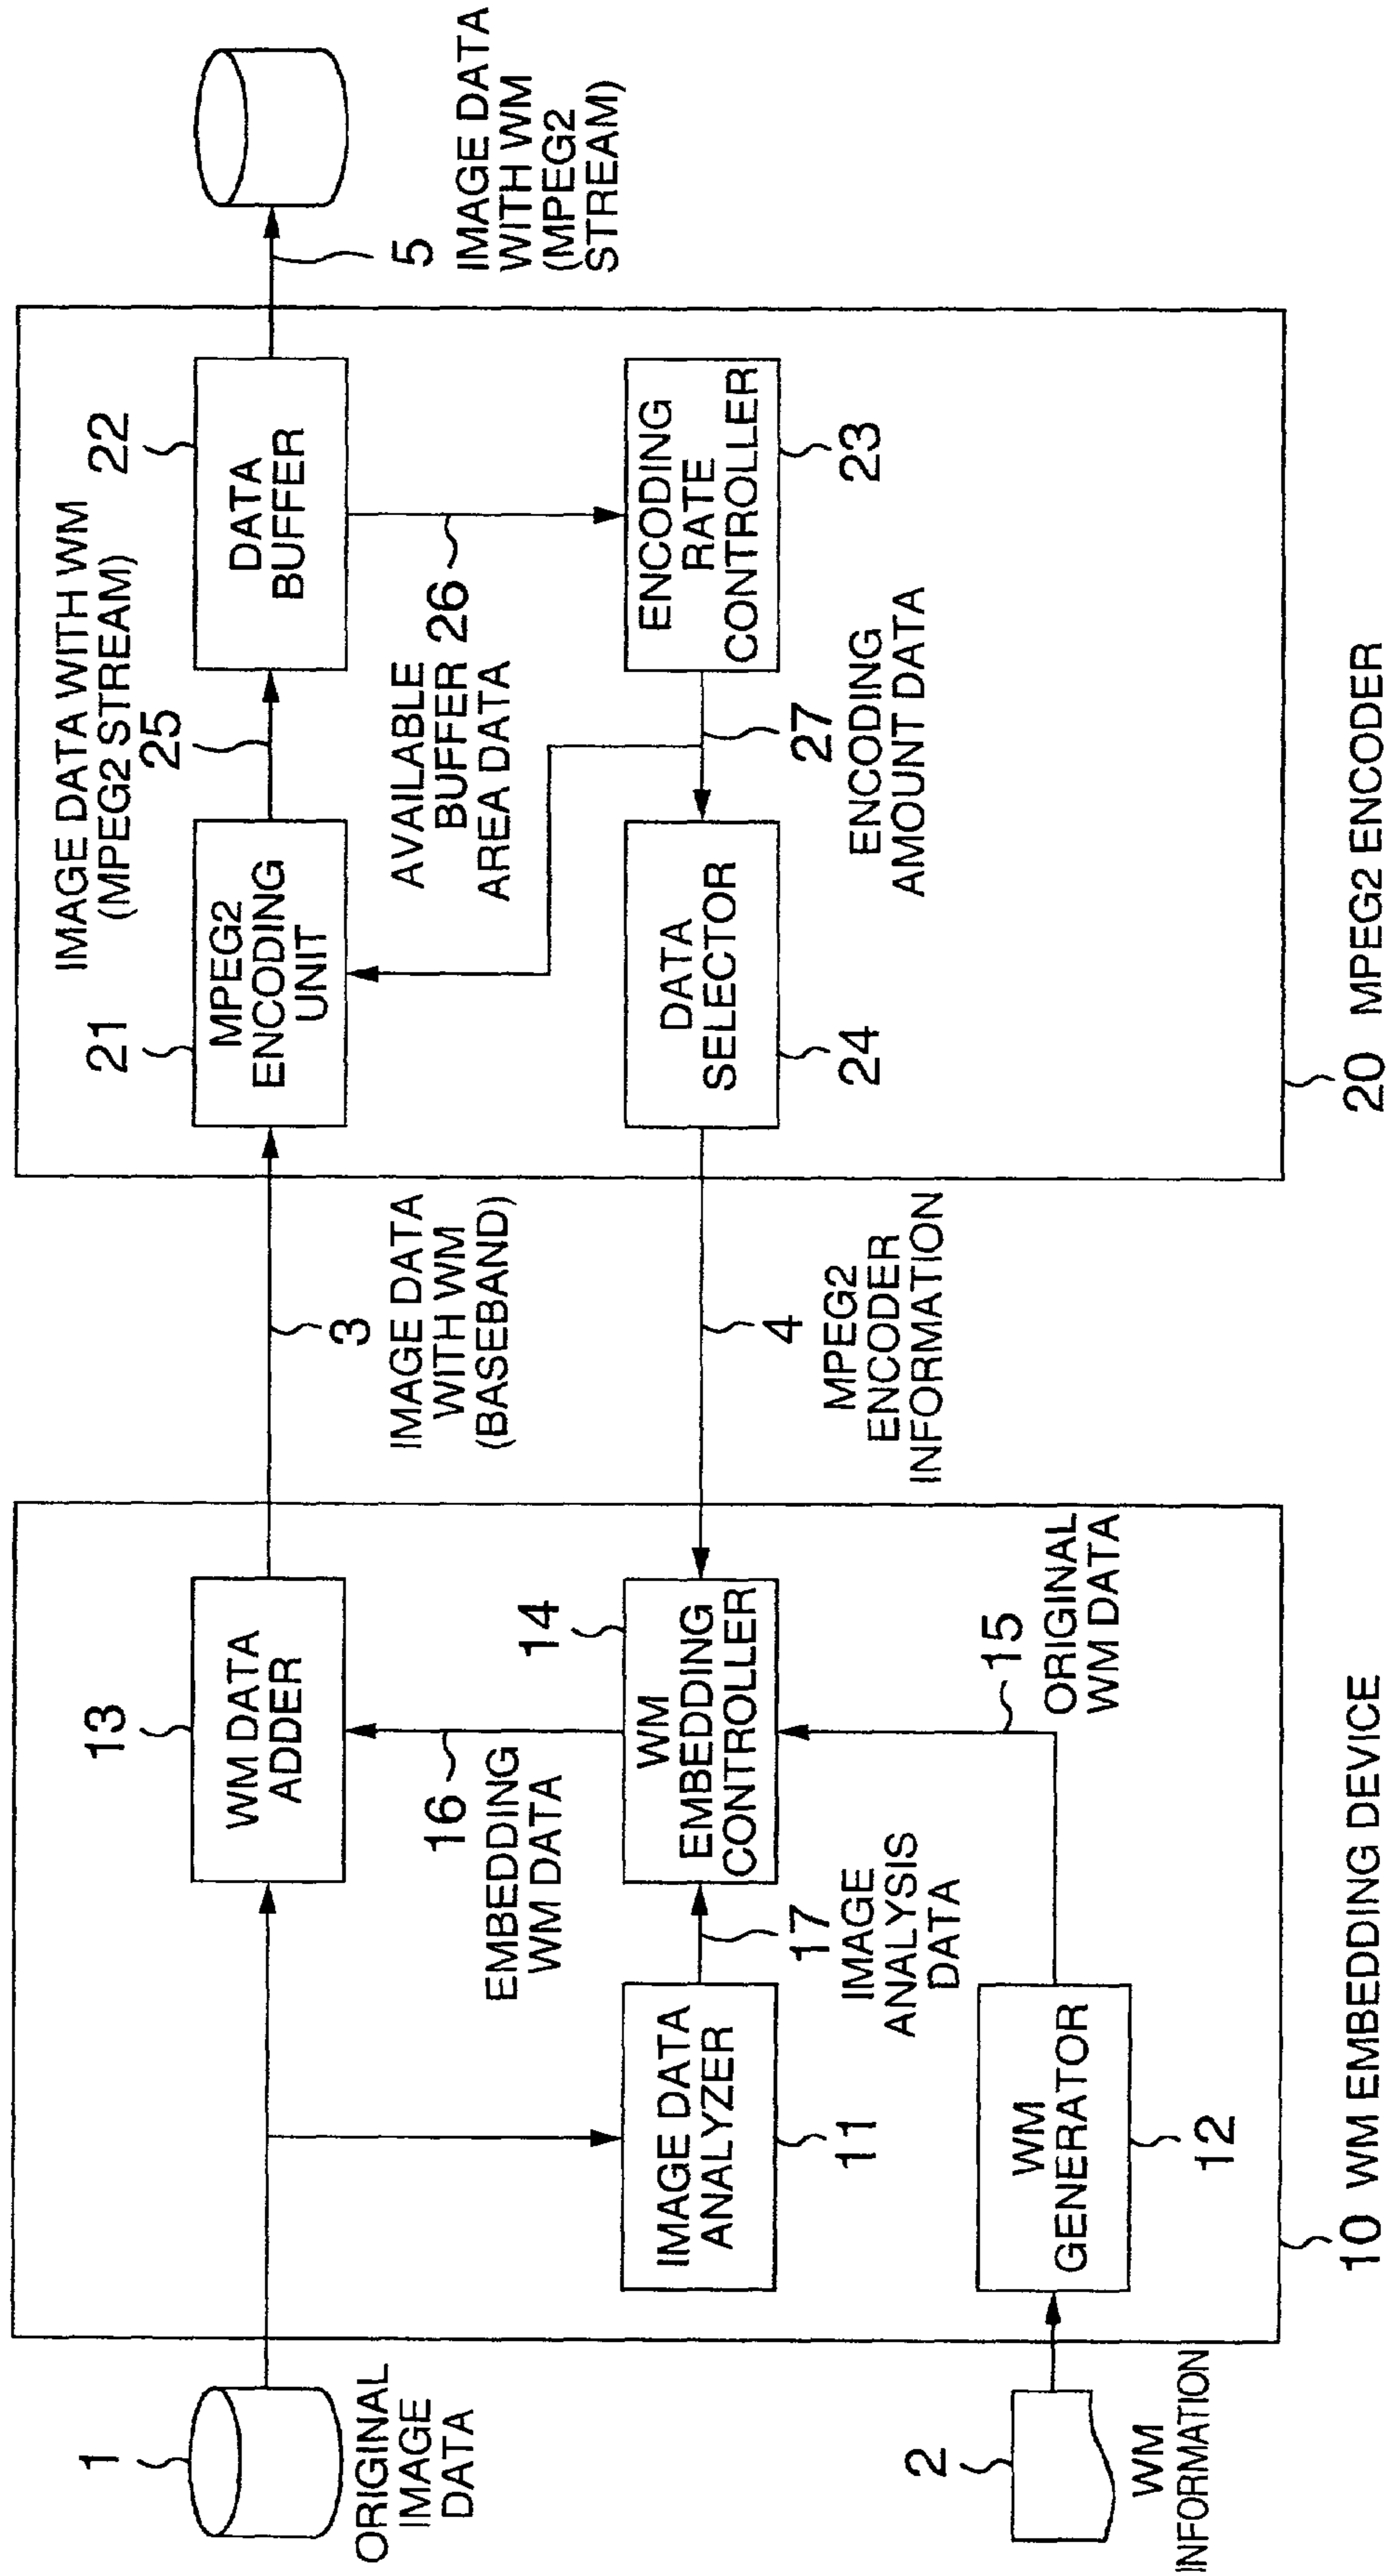 1
ORIGINAL
IMAGE
DATA
2
WM
INFORMATION
13
WM DATA
ADDER
16
EMBEDDING
WM DATA
14
WM
EMBEDDING
CONTROLLER
IMAGE DATA
ANALYZER
11
17
IMAGE
ANALYSIS
DATA
15
ORIGINAL
WM DATA
WM
GENERATOR
12
10 WM EMBEDDING DEVICE
3
IMAGE DATA
WITH WM
(BASEBAND)
4
MPEG2
ENCODER
INFORMATION
IMAGE DATA WITH WM
(MPEG2 STREAM)
21
25
22
MPEG2
ENCODING
UNIT
DATA
BUFFER
AVAILABLE
BUFFER 26
AREA DATA
DATA
SELECTOR
24
ENCODING
RATE
CONTROLLER
23
27
ENCODING
AMOUNT DATA
20 MPEG2 ENCODER
5
IMAGE DATA
WITH WM
(MPEG2
STREAM)